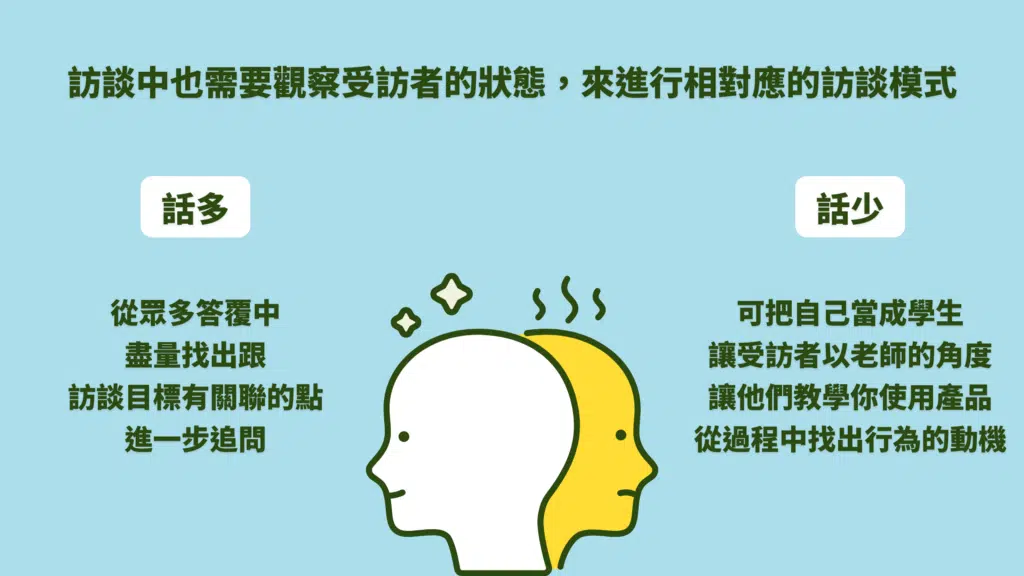 訪談中也需要觀察受訪者的狀態，來進行相對應的訪談模式
話多
從眾多答覆中
盡量找出跟
訪談目標有關聯的點
進一步追問
話少
可把自己當成學生
讓受訪者以老師的角度
讓他們教學你使用產品
從過程中找出行為的動機